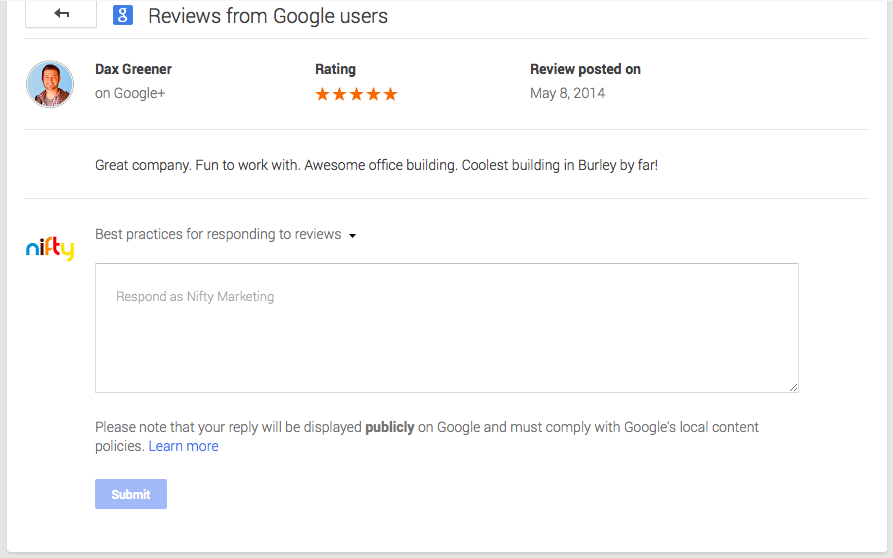 g Reviews from Google users
Dax Greener Rating Review posted on
on Google+ May 8, 2014
Great company. Fun to work with. Awesome office building. Coolest building in Burley by far!
nifty Best practices for responding to reviews
Respond as Nifty Marketing
Please note that your reply will be displayed publicly on Google and must comply with Google's local content
policies. Learn more
Submit